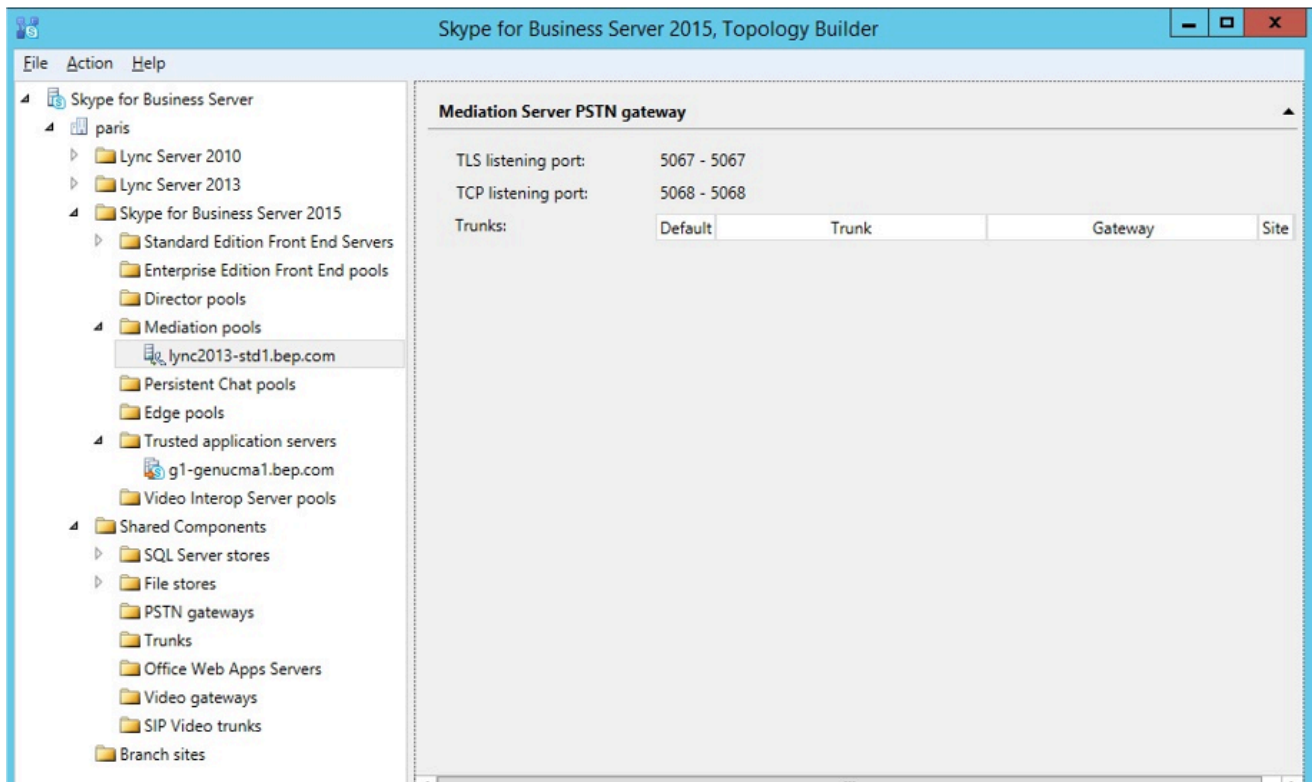 Skype for Business Server 2015, Topology Builder
File Action Help
Skype for Business Server
paris
Lync Server 2010
Lync Server 2013
Skype for Business Server 2015
Standard Edition Front End Servers
Enterprise Edition Front End pools
Director pools
Mediation pools
lync2013-std1.bep.com
Persistent Chat pools
Edge pools
Trusted application servers
g1-genucma1.bep.com
Video Interop Server pools
Shared Components
SQL Server stores
File stores
PSTN gateways
Trunks
Office Web Apps Servers
Video gateways
SIP Video trunks
Branch sites
Mediation Server PSTN gateway
TLS listening port: 5067 - 5067
TCP listening port: 5068 - 5068
Trunks: Default Trunk Gateway Site